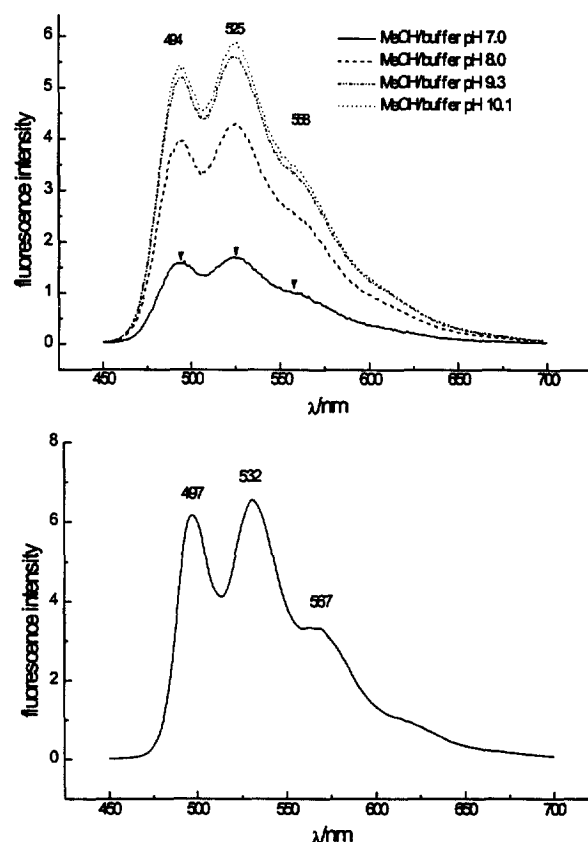 6
494
525
MeOH/buffer pH 7.0
MeOH/buffer pH 8.0
MeOH/buffer pH 9.3
MeOH/buffer pH 10.1
5
558
4
3
2
1
0
fluorescence intensity
450 500 550 600 650 700
λ/nm
8
497
532
6
567
4
2
0
fluorescence intensity
450 500 550 600 650 700
λ/nm